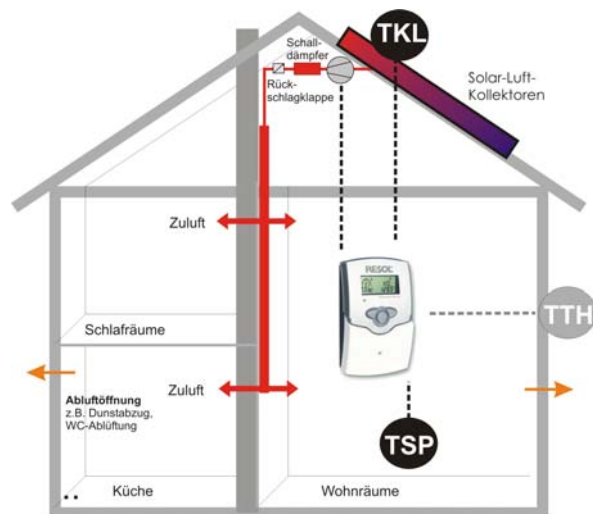 TKL
Schall-
dämpfer
Rück-
schlagklappe
Solar-Luft-
Kollektoren
Zuluft
RESOL
TTH
Schlafräume
Zuluft
Abluftöffnung
z.B. Dunstabzug,
WC-Ablüftung
TSP
Küche
Wohnräume